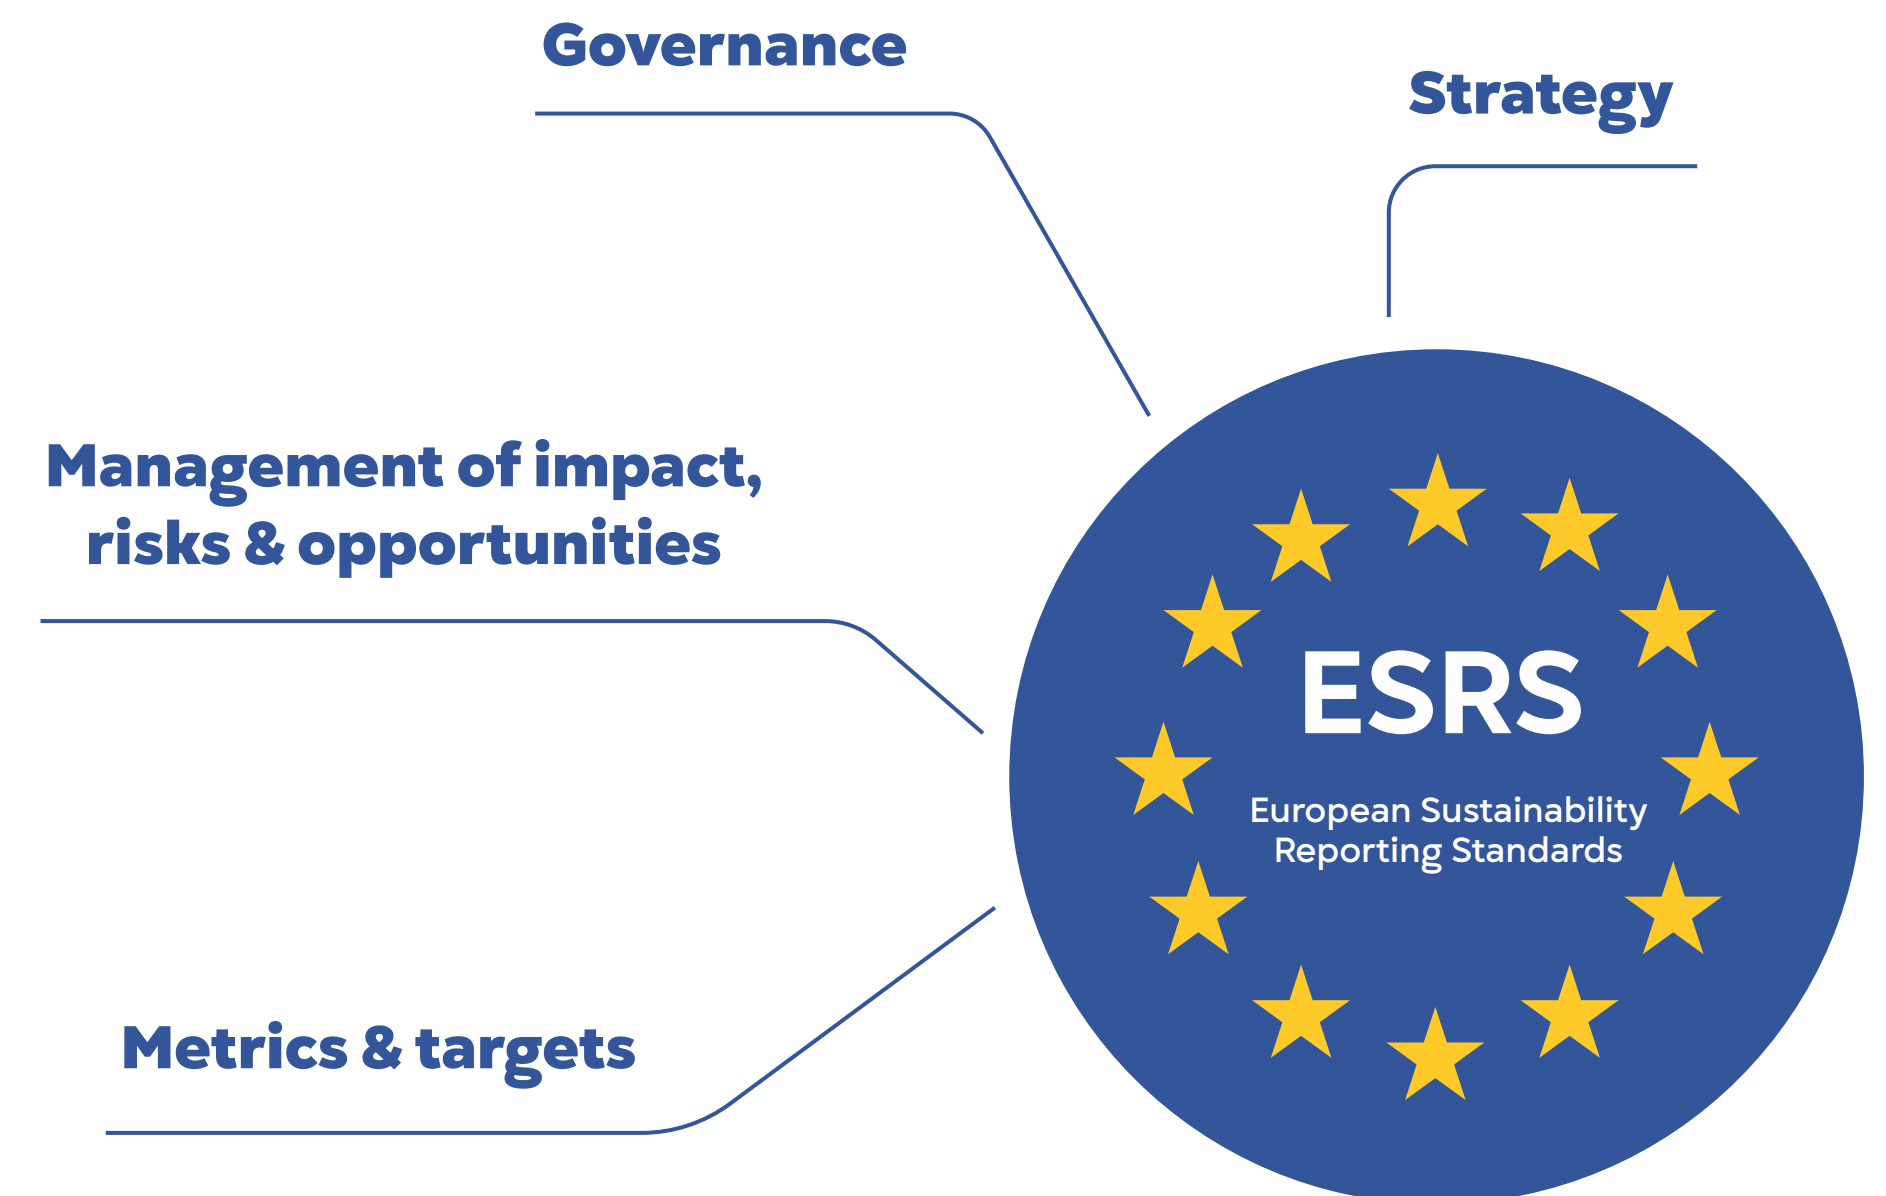 Governance
Strategy
Management of impact,
risks & opportunities
Metrics & targets
ESRS
European Sustainability
Reporting Standards